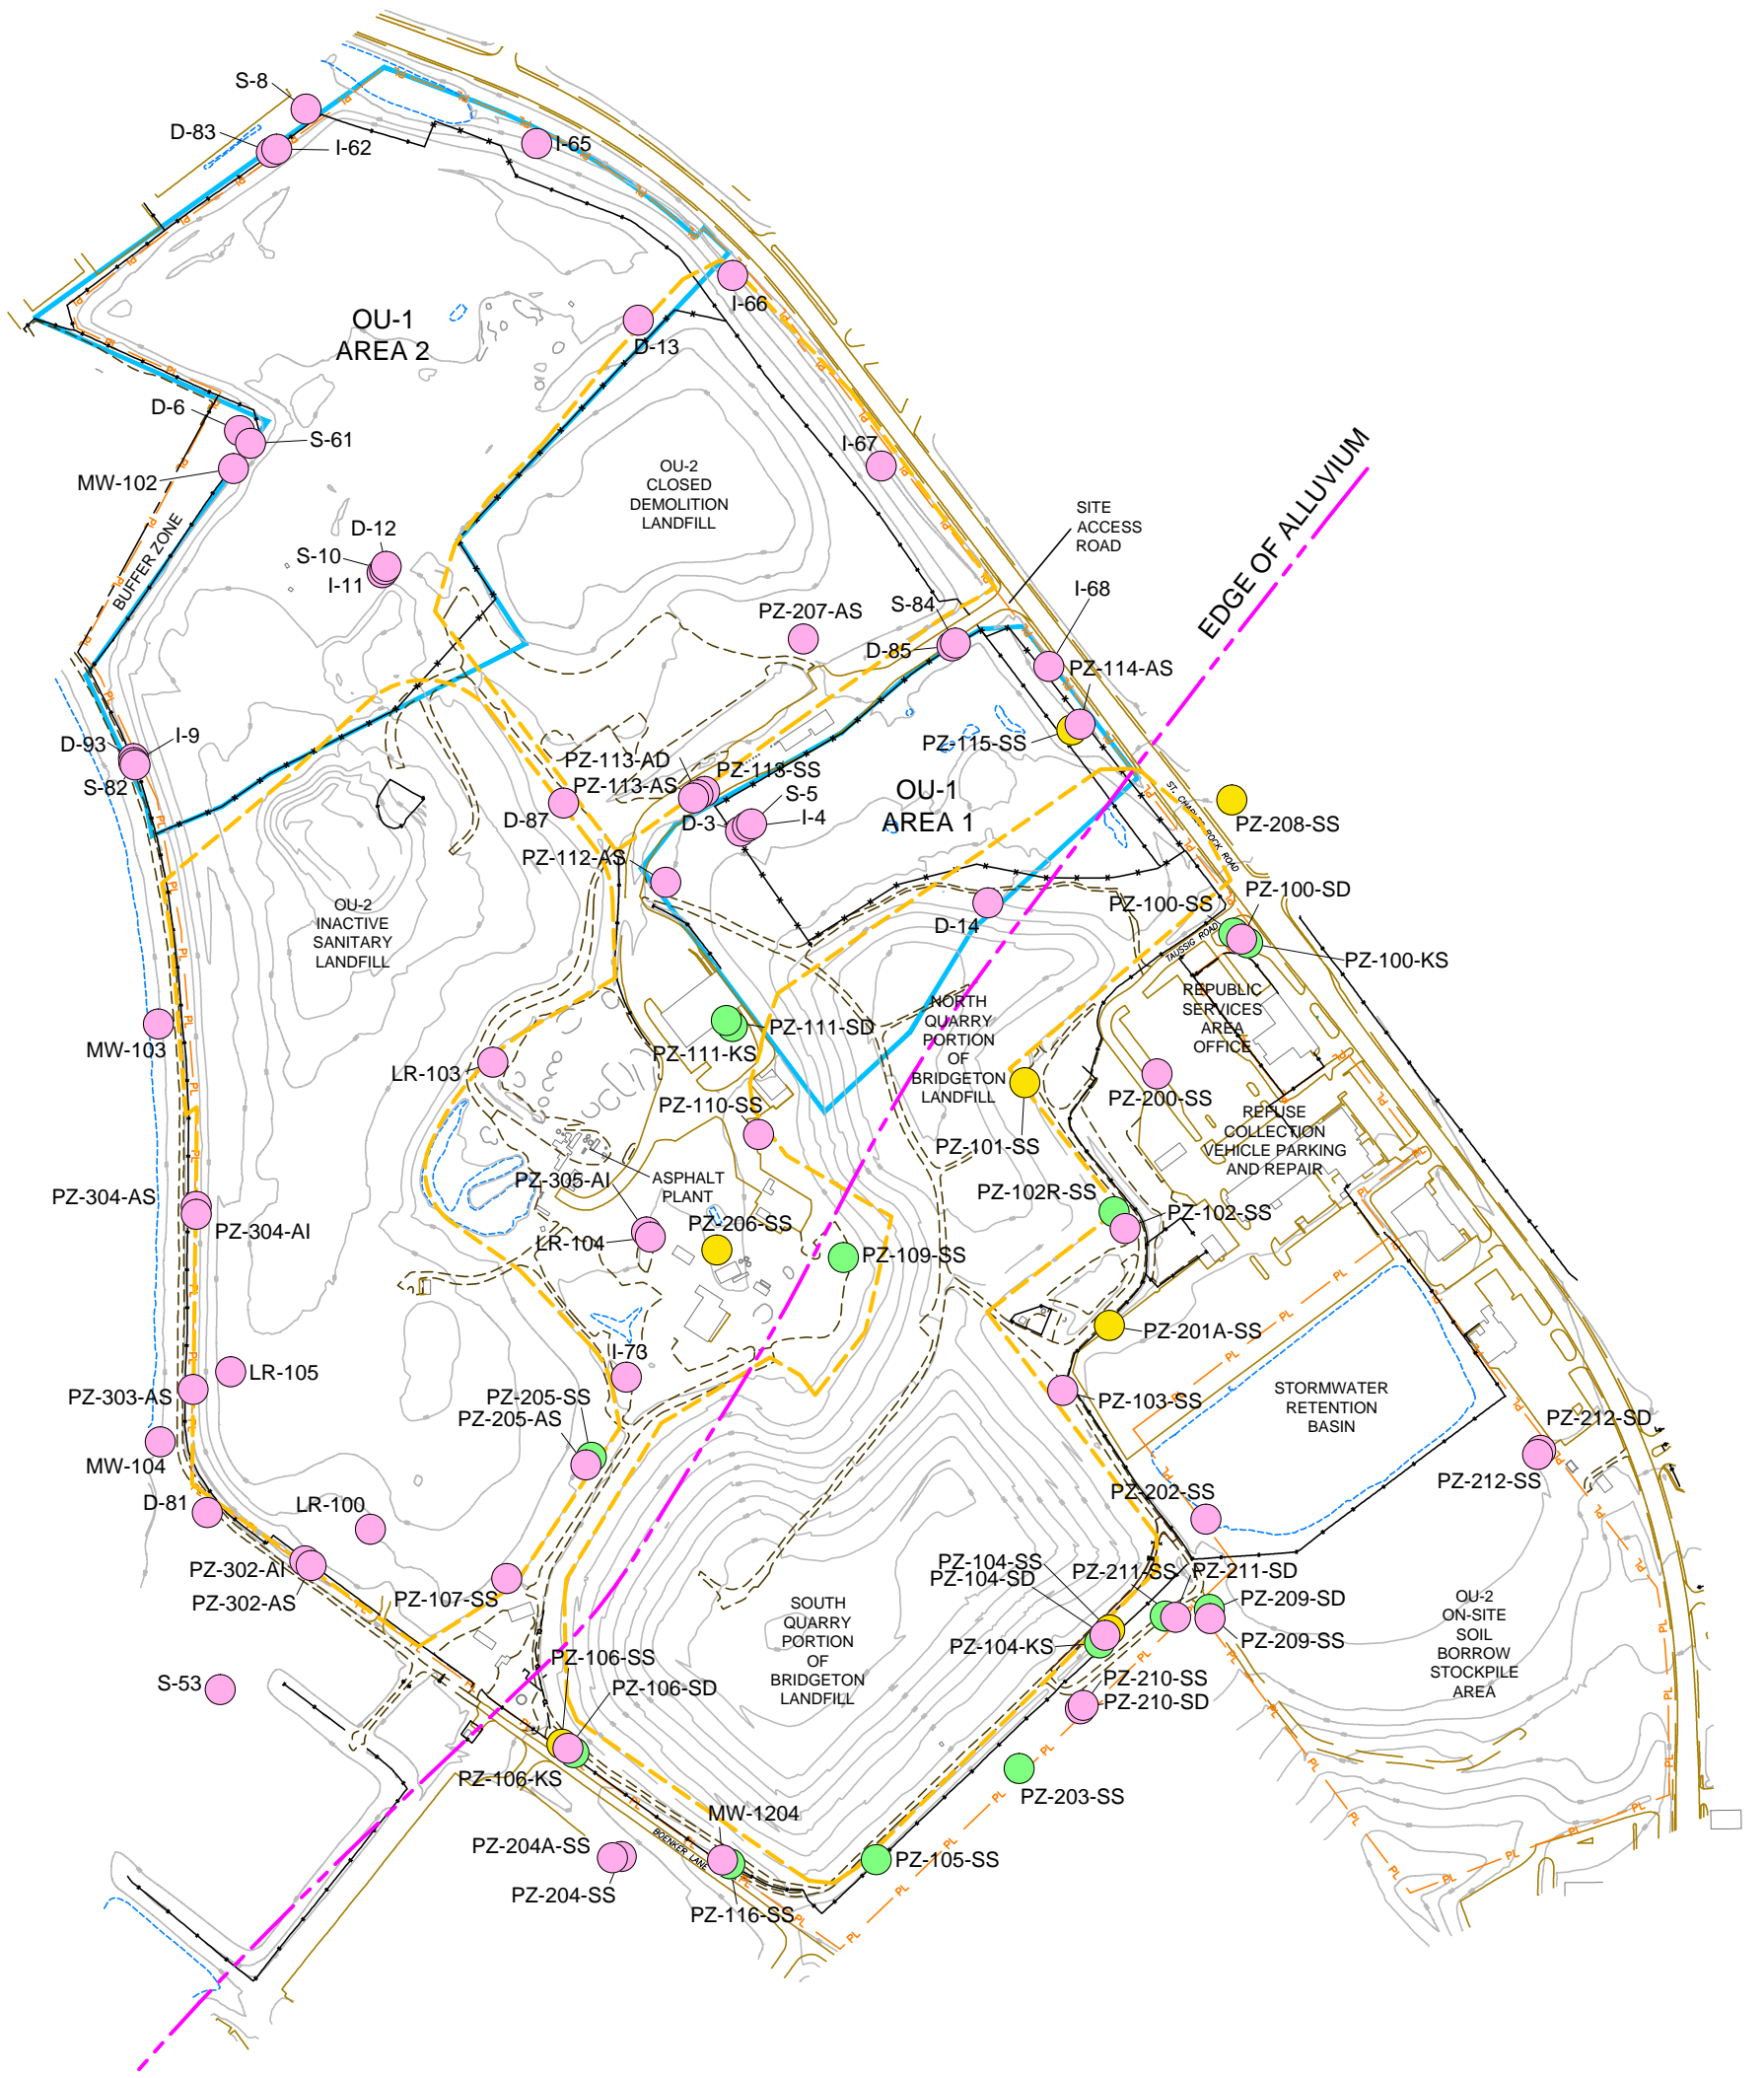 S-8
D-83
I-62
I-65
I-66
D-13
OU-1
AREA 2
D-6
S-61
MW-102
I-67
OU-2
CLOSED
DEMOLITION
LANDFILL
BUFFER ZONE
D-12
S-10
I-11
SITE
ACCESS
ROAD
EDGE OF ALLUVIUM
I-68
S-84
PZ-207-AS
D-85
PZ-114-AS
PZ-115-SS
D-93
I-9
S-82
PZ-113-AD
PZ-113-AS
PZ-113-SS
S-5
I-4
D-3
D-87
OU-1
AREA 1
PZ-112-AS
ST. CHARLES ROCK ROAD
PZ-208-SS
PZ-100-SD
PZ-100-SS
PZ-100-KS
TAUSSIG ROAD
D-14
OU-2
INACTIVE
SANITARY
LANDFILL
REPUBLIC
SERVICES
AREA
OFFICE
NORTH
QUARRY
PORTION
OF
BRIDGETON
LANDFILL
MW-103
PZ-111-SD
PZ-111-KS
LR-103
PZ-110-SS
PZ-101-SS
PZ-200-SS
REFUSE
COLLECTION
VEHICLE PARKING
AND REPAIR
PZ-304-AS
PZ-304-AI
PZ-305-AI
ASPHALT
PLANT
PZ-206-SS
LR-104
PZ-109-SS
PZ-102R-SS
PZ-102-SS
PZ-201A-SS
I-73
LR-105
PZ-303-AS
PZ-205-SS
PZ-205-AS
PZ-103-SS
STORMWATER
RETENTION
BASIN
PZ-212-SD
PZ-212-SS
MW-104
D-81
LR-100
PZ-202-SS
PZ-302-AI
PZ-302-AS
PZ-107-SS
PZ-104-SS
PZ-104-SD
PZ-211-SS
PZ-211-SD
PZ-209-SD
PZ-209-SS
PZ-104-KS
SOUTH
QUARRY
PORTION
OF
BRIDGETON
LANDFILL
OU-2
ON-SITE
SOIL
BORROW
STOCKPILE
AREA
S-53
PZ-106-SS
PZ-106-SD
PZ-106-KS
PZ-210-SS
PZ-210-SD
PZ-203-SS
MW-1204
BOENKER LANE
PZ-204A-SS
PZ-204-SS
PZ-105-SS
PZ-116-SS